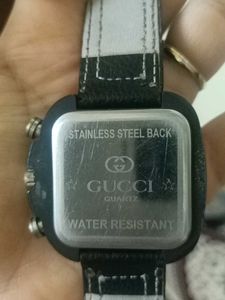 STAINLESS STEEL BACK
GUCCI
QUARTZ
WATER RESISTANT